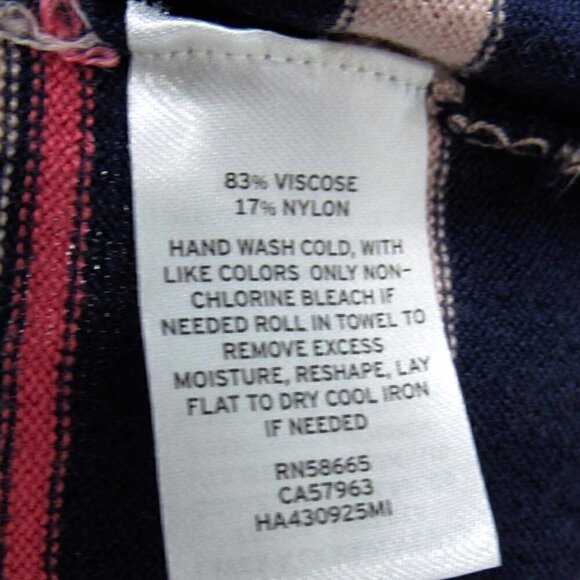 83% VISCOSE
17% NYLON
HAND WASH COLD, WITH
LIKE COLORS ONLY NON-
CHLORINE BLEACH IF
NEEDED ROLL IN TOWEL TO
REMOVE EXCESS
MOISTURE, RESHAPE, LAY
FLAT TO DRY COOL IRON
IF NEEDED
RN58665
CA57963
HA430925MI